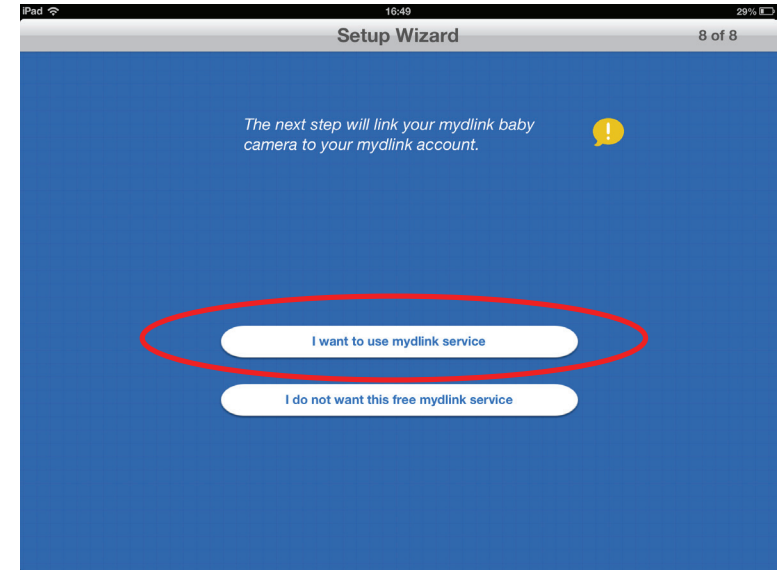 iPad 16:49 29%
Setup Wizard 8 of 8
The next step will link your mydlink baby
camera to your mydlink account.
I want to use mydlink service
I do not want this free mydlink service